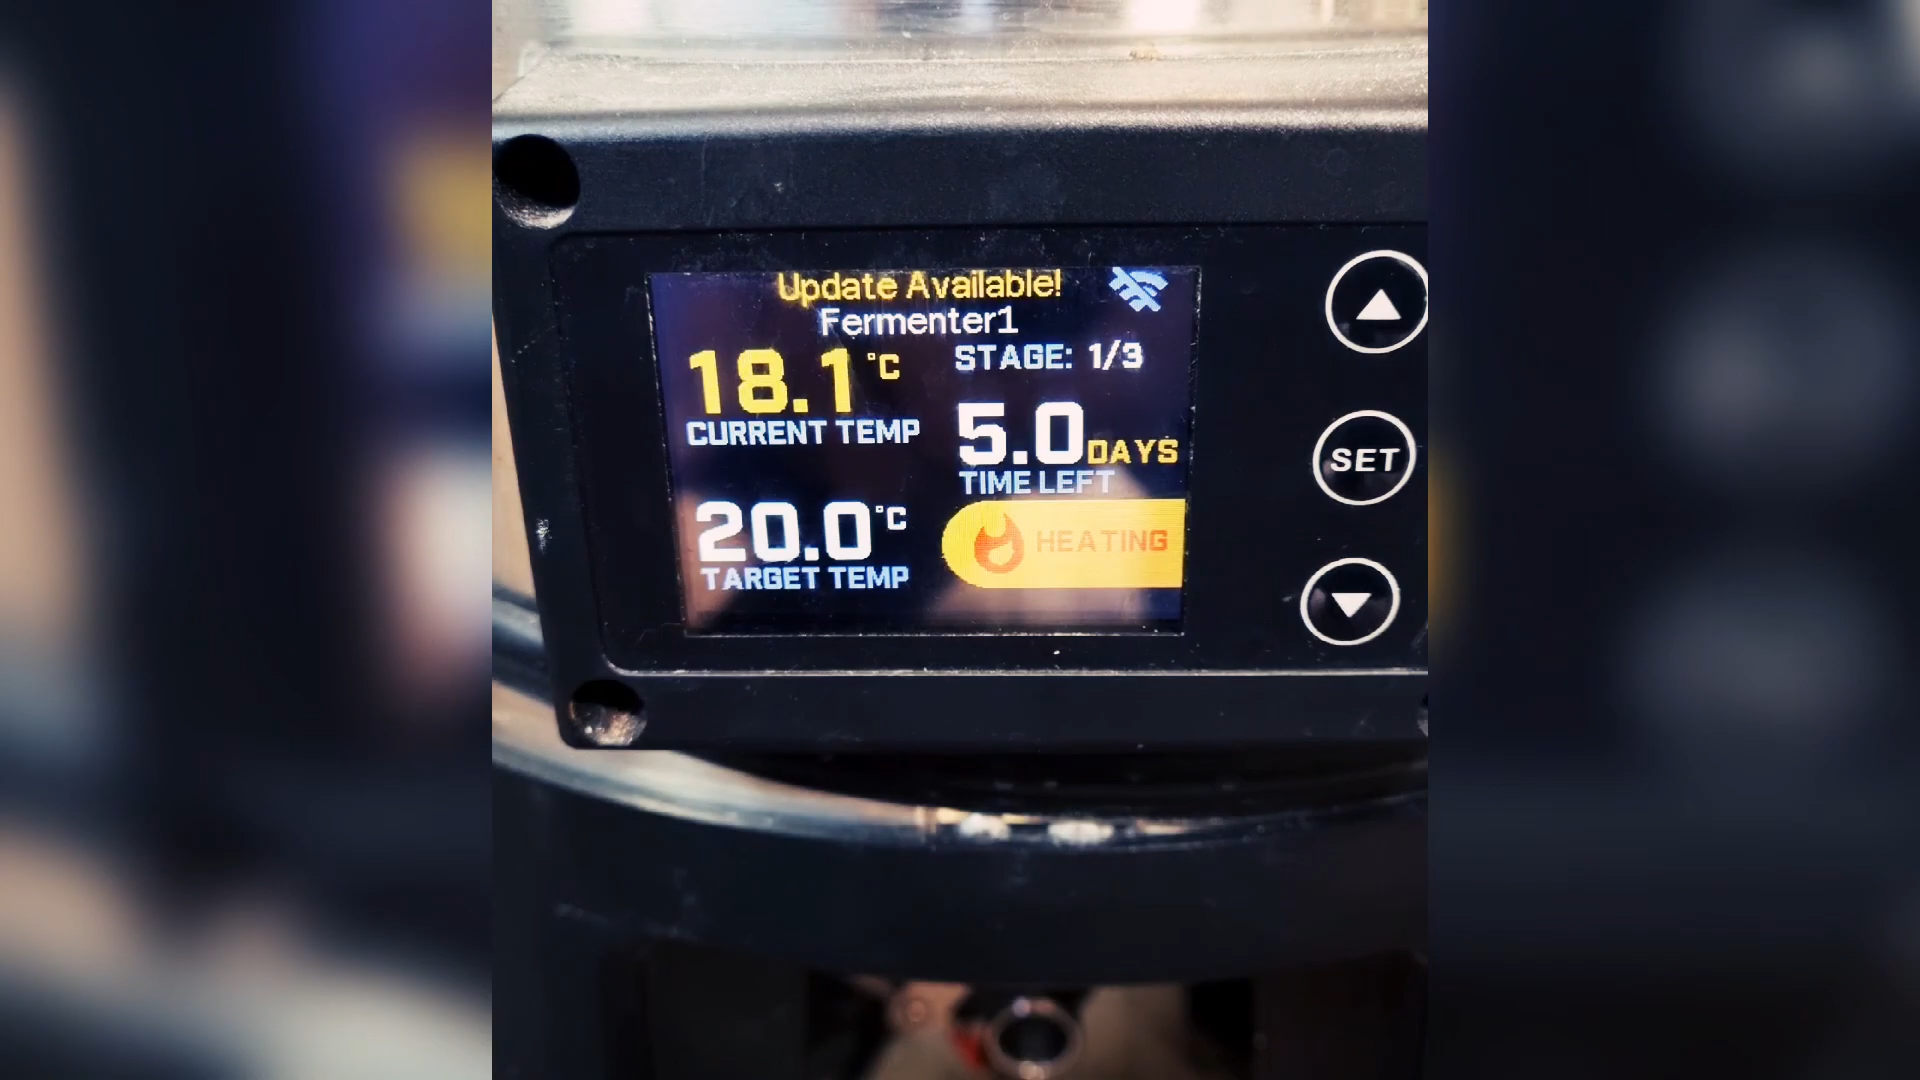 Update Available!
Fermenter1
18.1°C
CURRENT TEMP
STAGE: 1/3
5.0 DAYS
TIME LEFT
20.0°C
TARGET TEMP
HEATING
SET